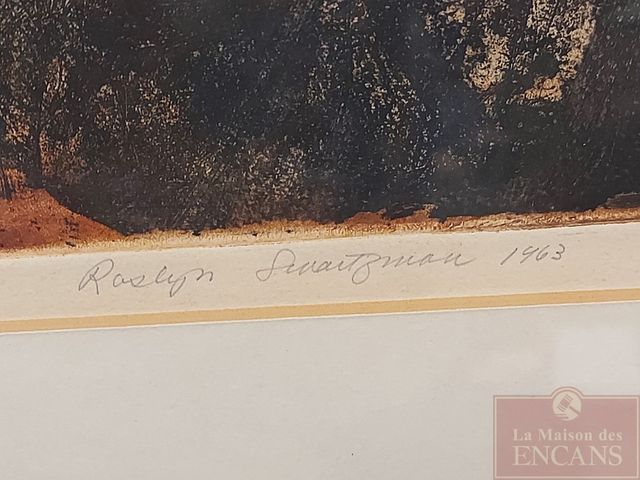 Roslyn Swartzman 1963
La Maison des
ENCANS